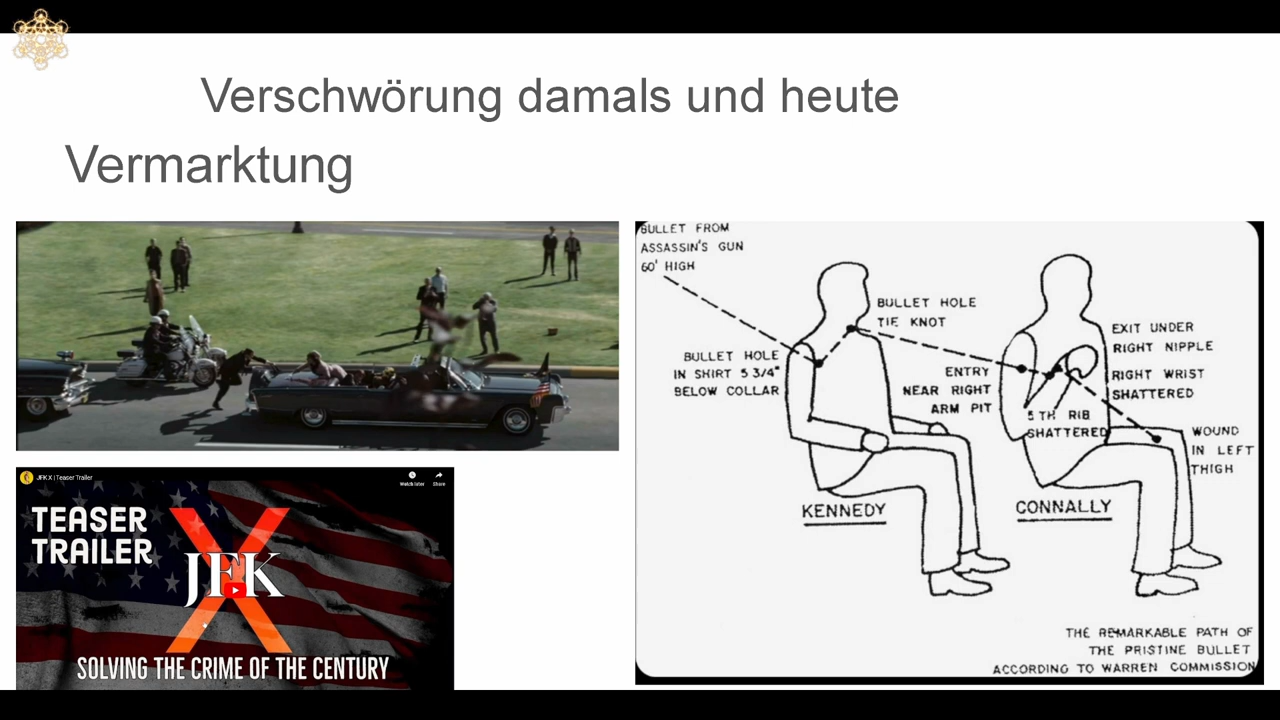 Verschwörung damals und heute
Vermarktung
BULLET FROM
ASSASSIN'S GUN
60' HIGH
BULLET HOLE
TIE KNOT
BULLET HOLE
IN SHIRT 5 3/4"
BELOW COLLAR
ENTRY
NEAR RIGHT
ARM PIT
EXIT UNDER
RIGHT NIPPLE
RIGHT WRIST
SHATTERED
5TH RIB
SHATTERED
WOUND
IN LEFT
THIGH
KENNEDY
CONNALLY
THE REMARKABLE PATH OF
THE PRISTINE BULLET
ACCORDING TO WARREN COMMISSION
JFK X | Teaser Trailer
Watch later
Share
TEASER
TRAILER
X
JFK
SOLVING THE CRIME OF THE CENTURY